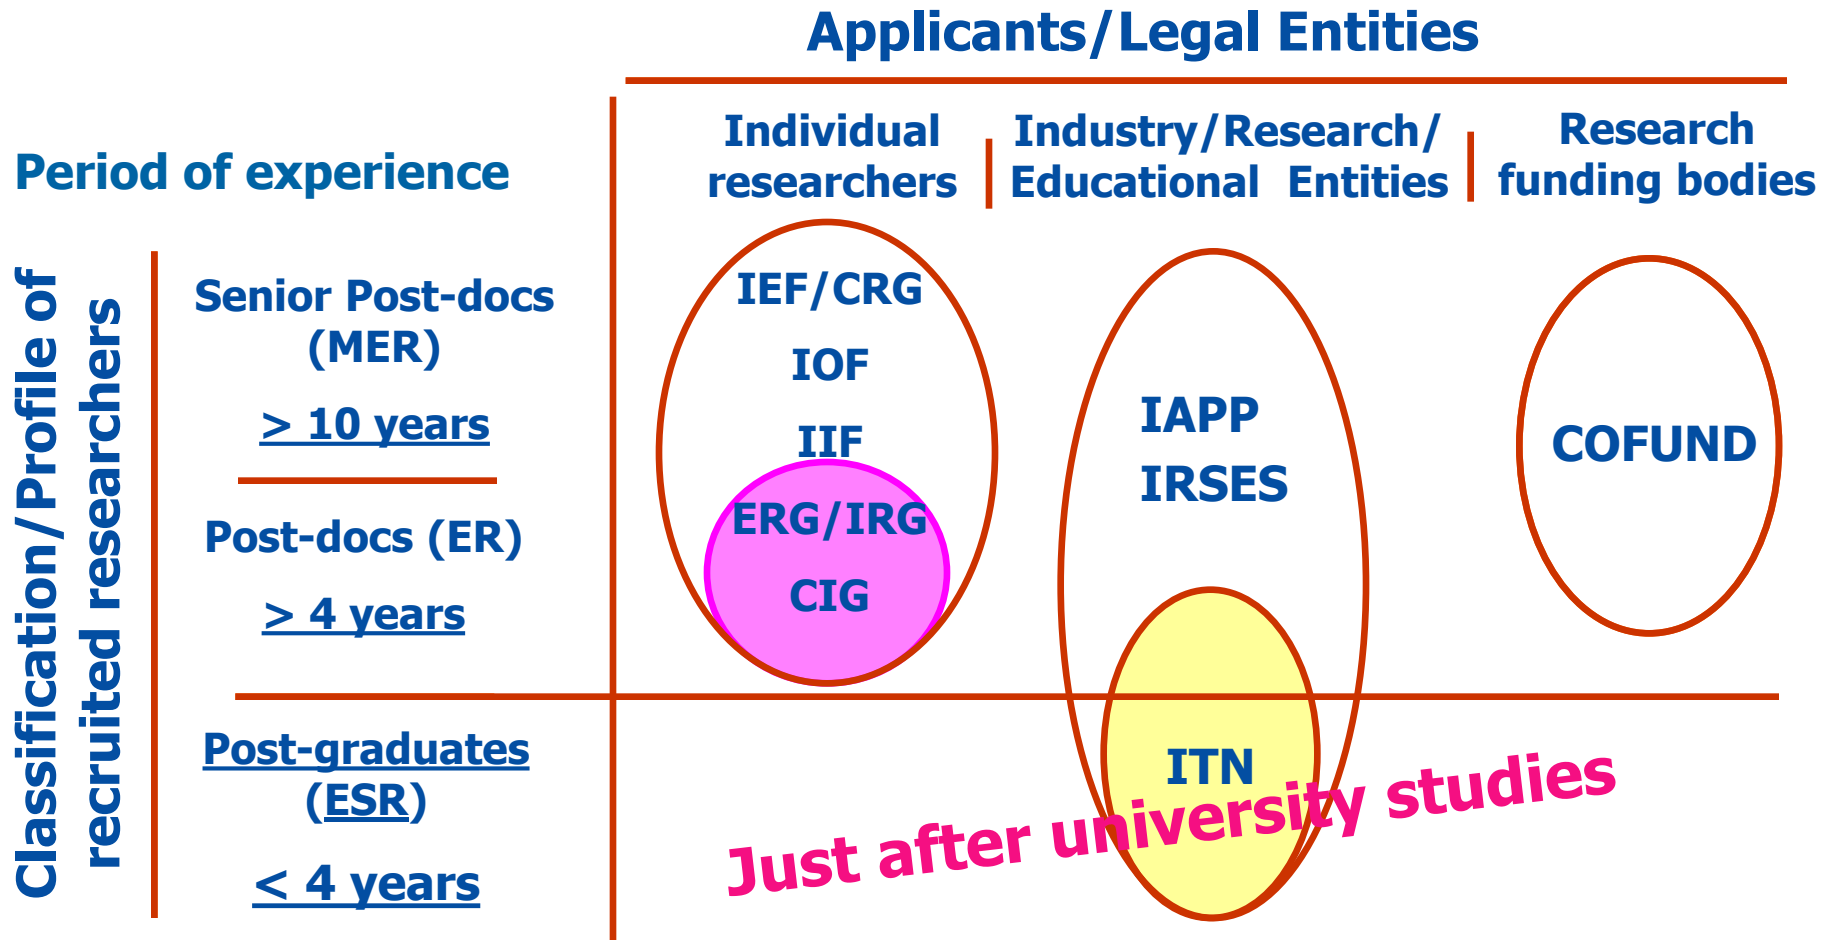 Applicants/Legal Entities
Period of experience
Individual
researchers
Industry/Research/
Educational Entities
Research
funding bodies
Classification/Profile of
recruited researchers
Senior Post-docs
(MER)
> 10 years
Post-docs (ER)
> 4 years
Post-graduates
(ESR)
< 4 years
IEF/CRG
IOF
IIF
ERG/IRG
CIG
IAPP
IRSES
ITN
COFUND
Just after university studies